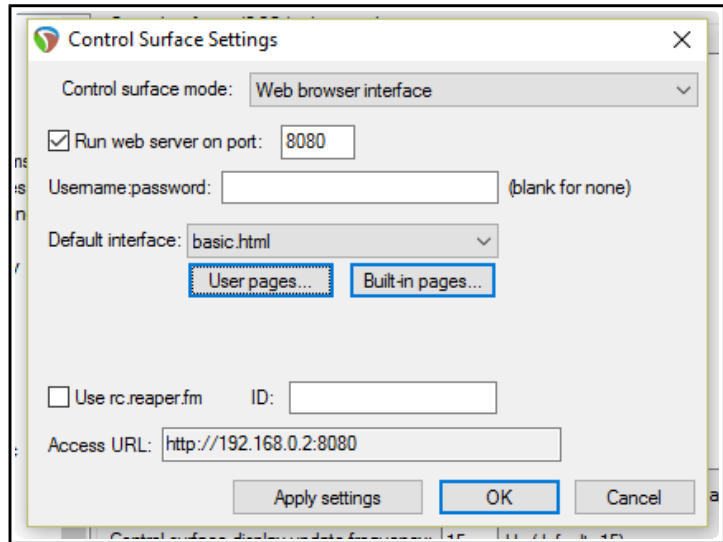 Control Surface Settings
Control surface mode: Web browser interface
Run web server on port: 8080
Username:password: (blank for none)
Default interface: basic.html
User pages... Built-in pages...
Use rc.reaper.fm ID:
Access URL: http://192.168.0.2:8080
Apply settings OK Cancel